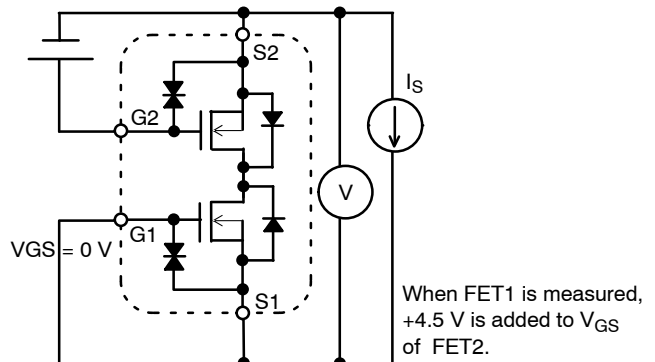 S2
IS
G2
V
G1
VGS = 0 V
S1
When FET1 is measured,
+4.5 V is added to VGS
of FET2.